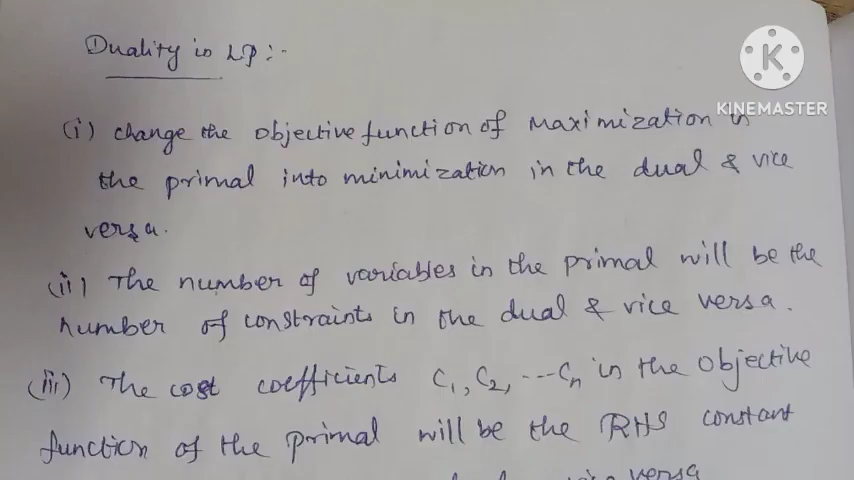 Duality in LP:-
K
KINEMASTER
(i) change the objective function of Maximization in
the primal into minimization in the dual & vice
versa.
(ii) The number of variables in the primal will be the
number of constraints in the dual & vice versa.
(iii) The cost coefficients C1, C2, ---Cn in the objective
function of the primal will be the RHS constant
vice versa